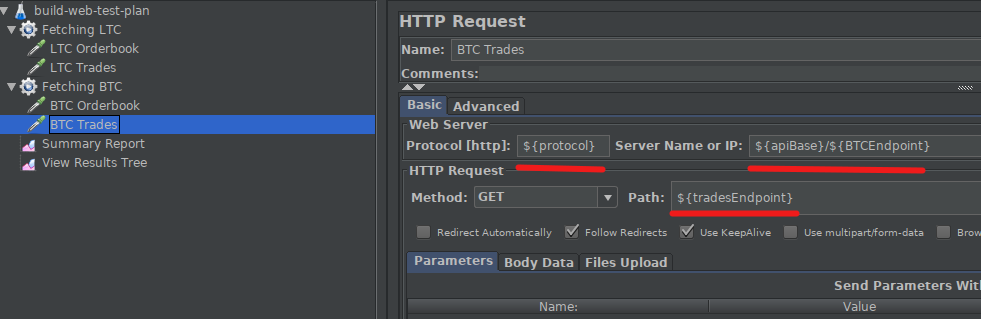 build-web-test-plan
Fetching LTC
LTC Orderbook
LTC Trades
Fetching BTC
BTC Orderbook
BTC Trades
Summary Report
View Results Tree
HTTP Request
Name: BTC Trades
Comments:
Basic Advanced
Web Server
Protocol [http]: ${protocol} Server Name or IP: ${apiBase}/${BTCEndpoint}
HTTP Request
Method: GET Path: ${tradesEndpoint}
Redirect Automatically Follow Redirects Use KeepAlive Use multipart/form-data Brow
Parameters Body Data Files Upload
Send Parameters Wit
Name: Value